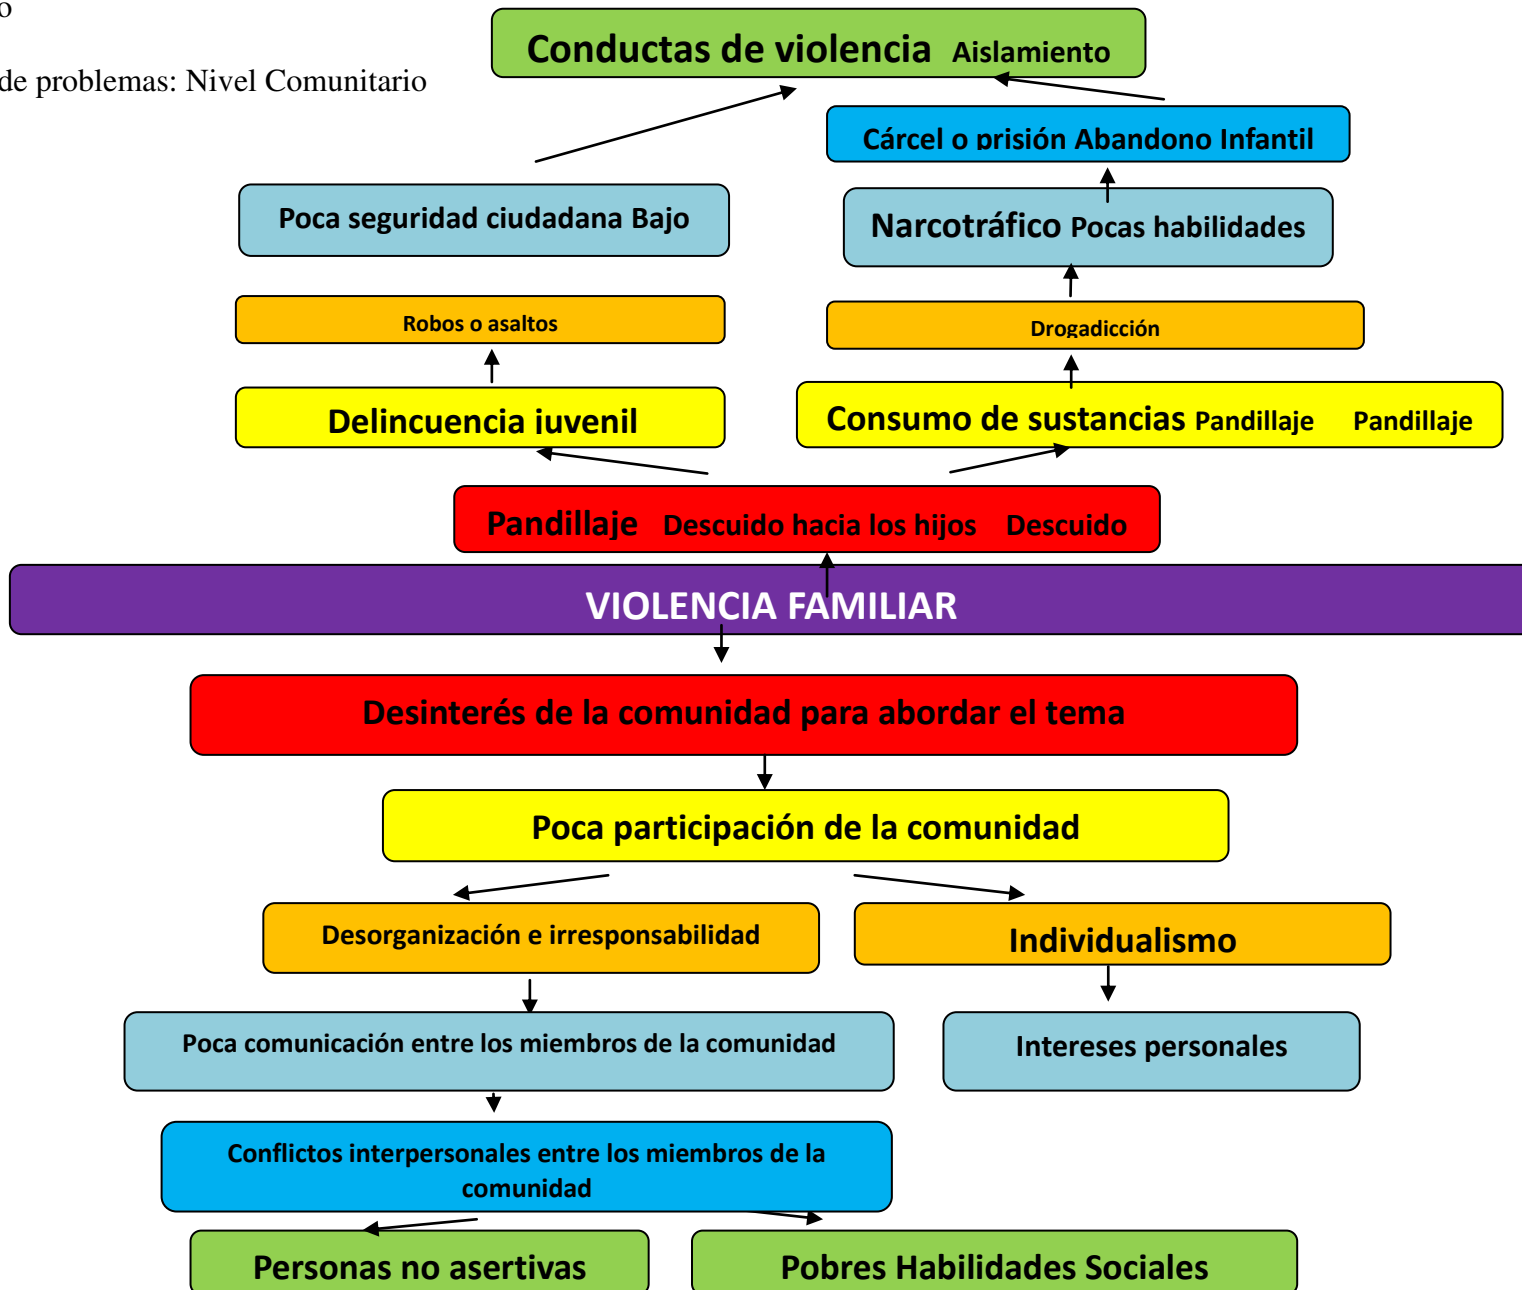 o
Conductas de violencia Aislamiento
de problemas: Nivel Comunitario
Cárcel o prisión Abandono Infantil
Poca seguridad ciudadana Bajo
Narcotráfico Pocas habilidades
Robos o asaltos
Drogadicción
Delincuencia juvenil
Consumo de sustancias Pandillaje Pandillaje
Pandillaje Descuido hacia los hijos Descuido
VIOLENCIA FAMILIAR
Desinterés de la comunidad para abordar el tema
Poca participación de la comunidad
Desorganización e irresponsabilidad
Individualismo
Poca comunicación entre los miembros de la comunidad
Intereses personales
Conflictos interpersonales entre los miembros de la
comunidad
Personas no asertivas
Pobres Habilidades Sociales